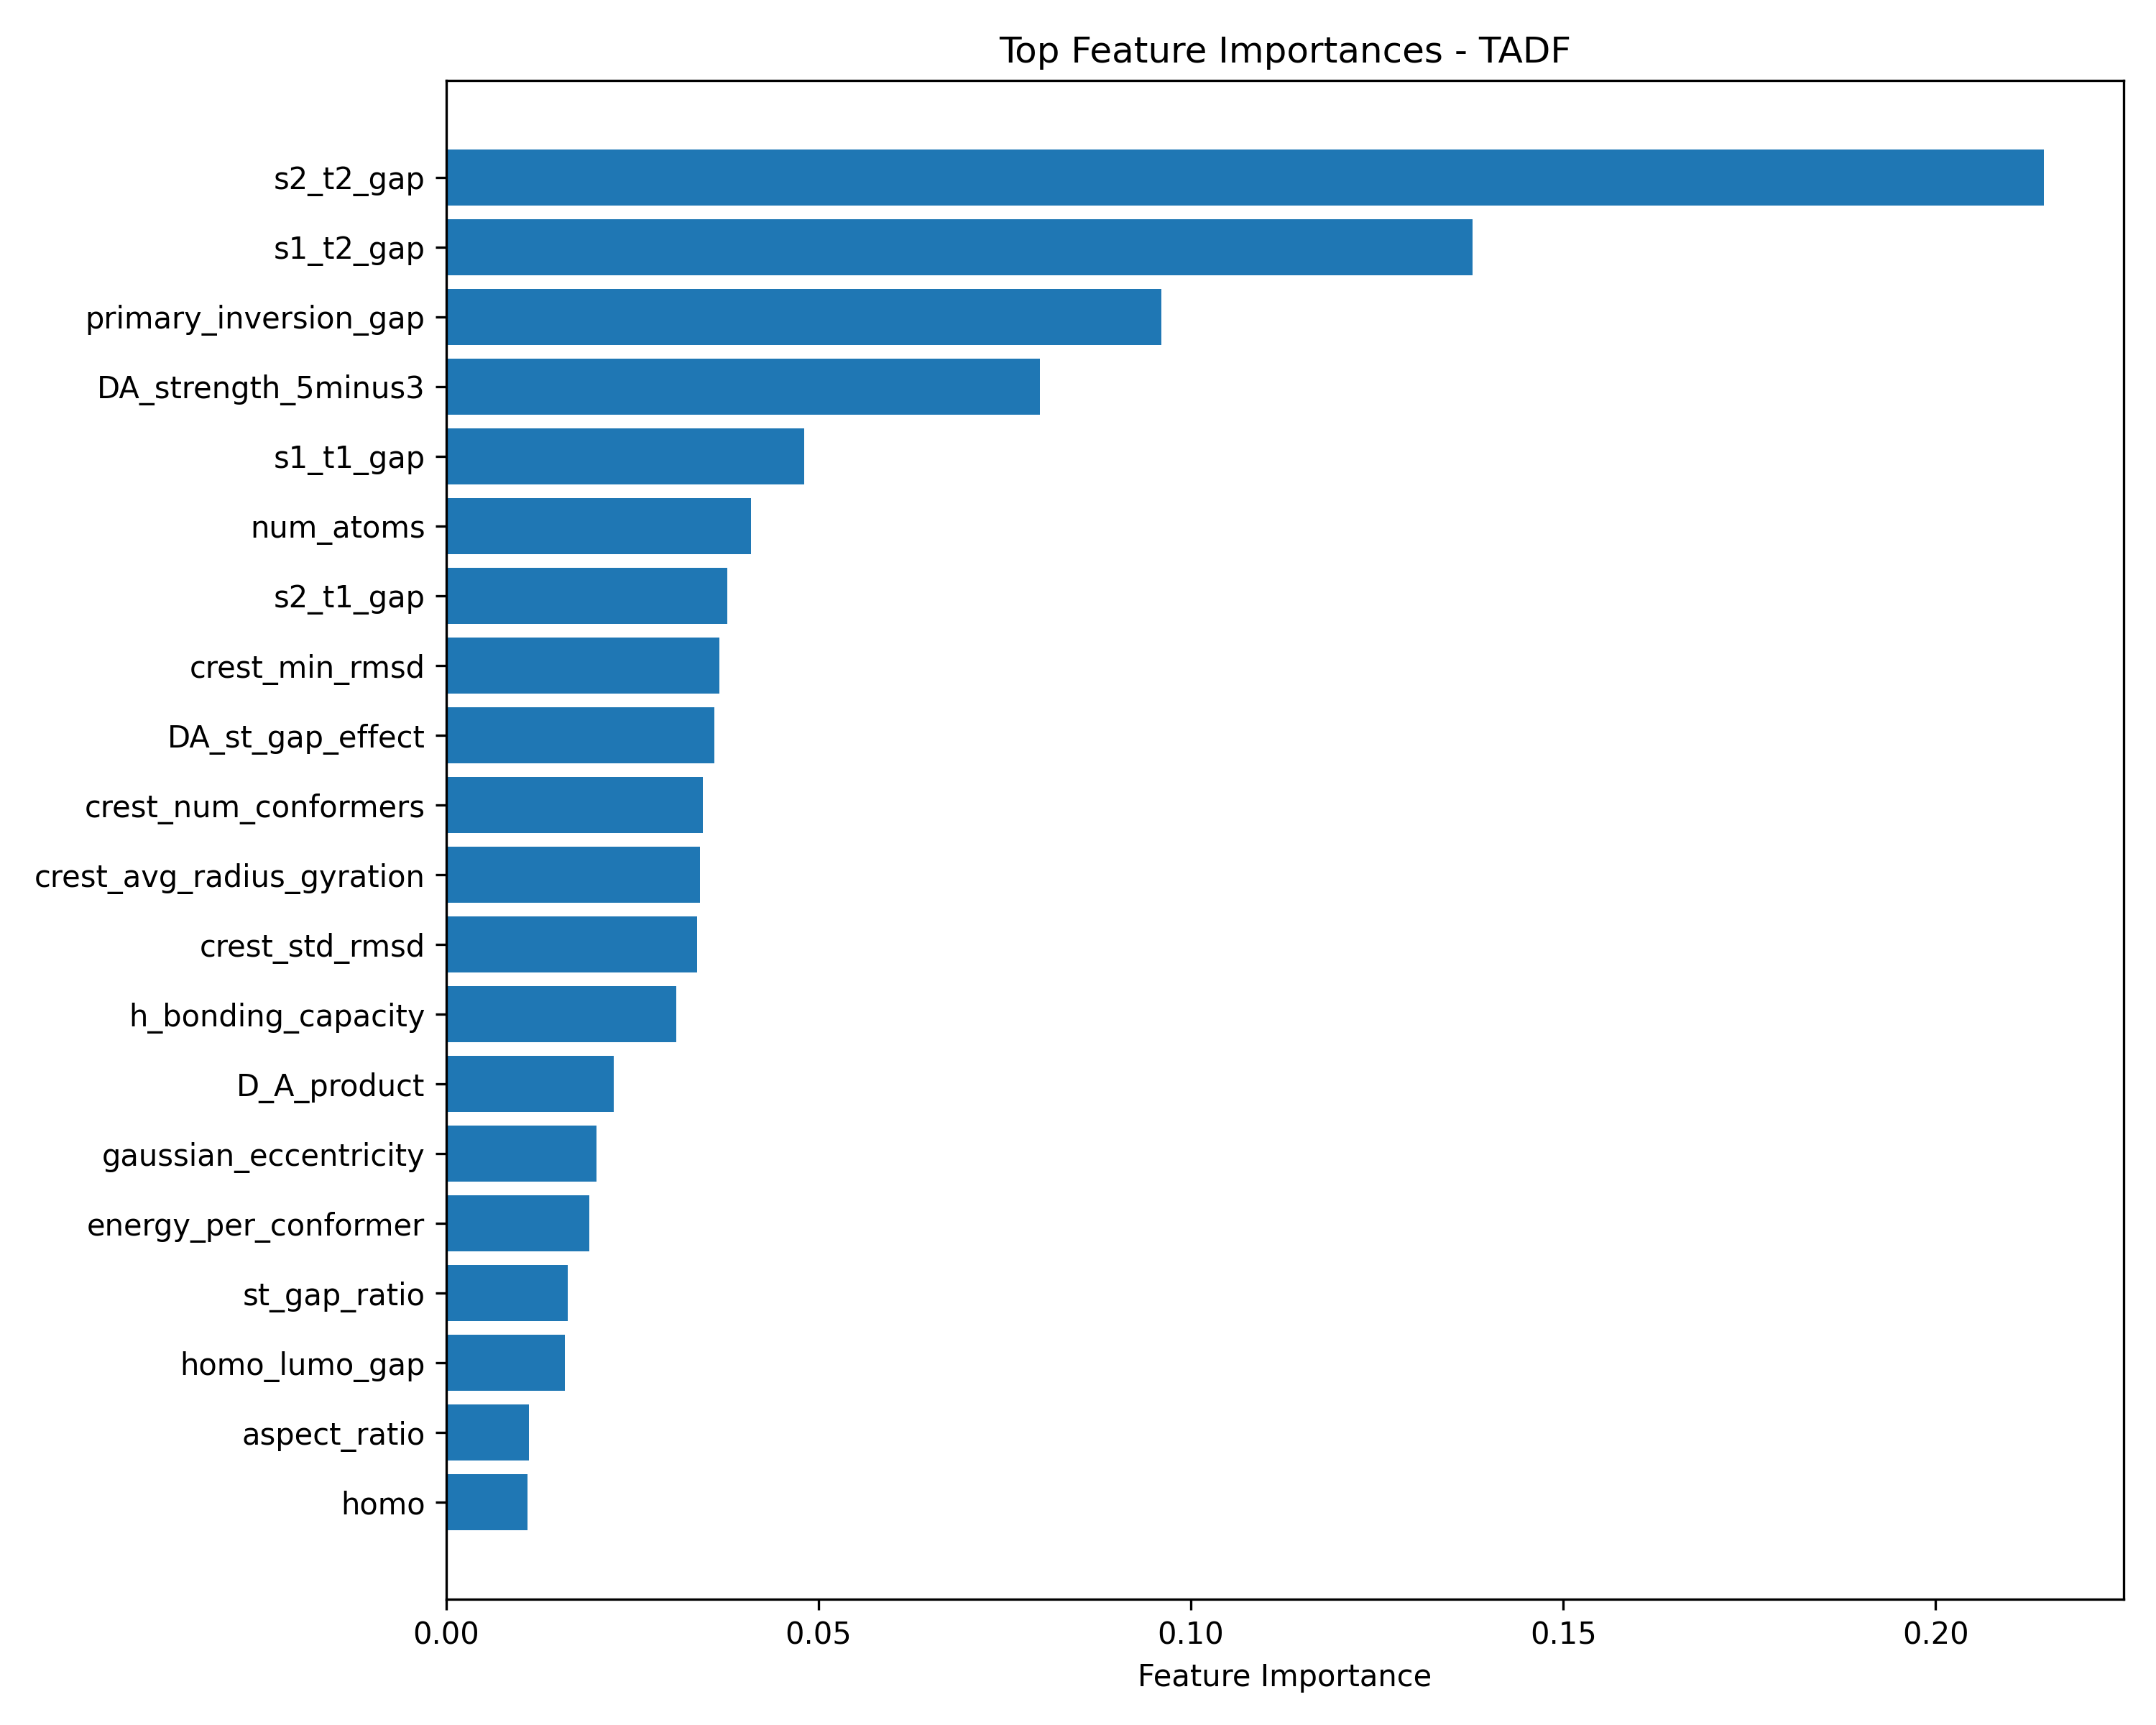 Top Feature Importances - TADF
s2_t2_gap
s1_t2_gap
primary_inversion_gap
DA_strength_5minus3
s1_t1_gap
num_atoms
s2_t1_gap
crest_min_rmsd
DA_st_gap_effect
crest_num_conformers
crest_avg_radius_gyration
crest_std_rmsd
h_bonding_capacity
D_A_product
gaussian_eccentricity
energy_per_conformer
st_gap_ratio
homo_lumo_gap
aspect_ratio
homo
0.00 0.05 0.10 0.15 0.20
Feature Importance